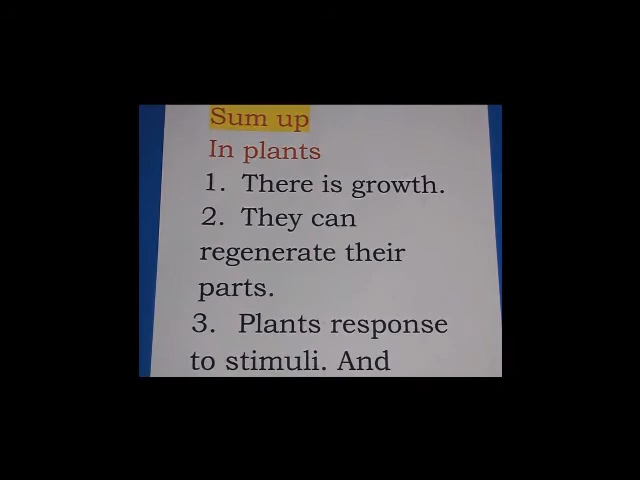 Sum up
In plants
1. There is growth.
2. They can
regenerate their
parts.
3. Plants response
to stimuli. And